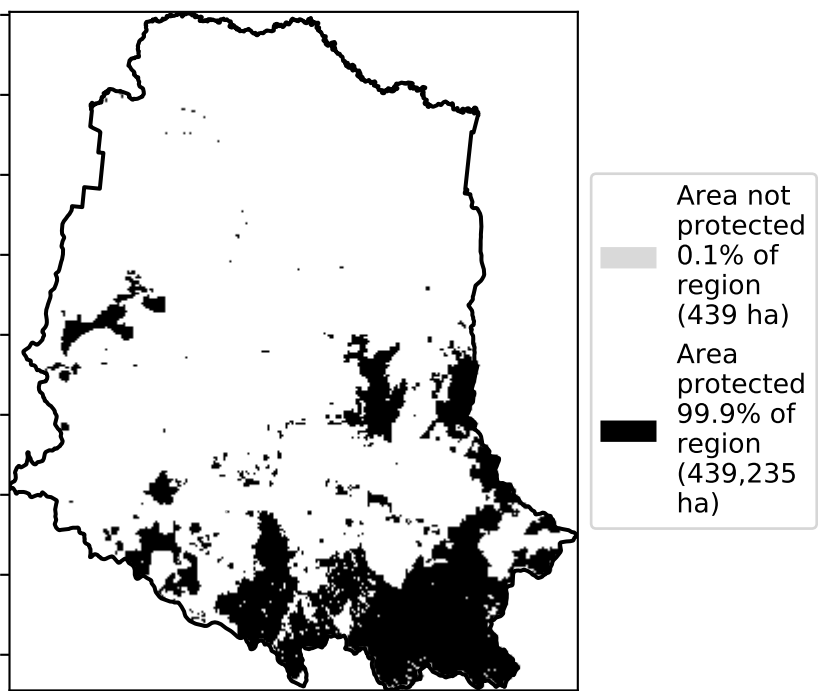 Area not
protected
0.1% of
region
(439 ha)
Area
protected
99.9% of
region
(439,235
ha)